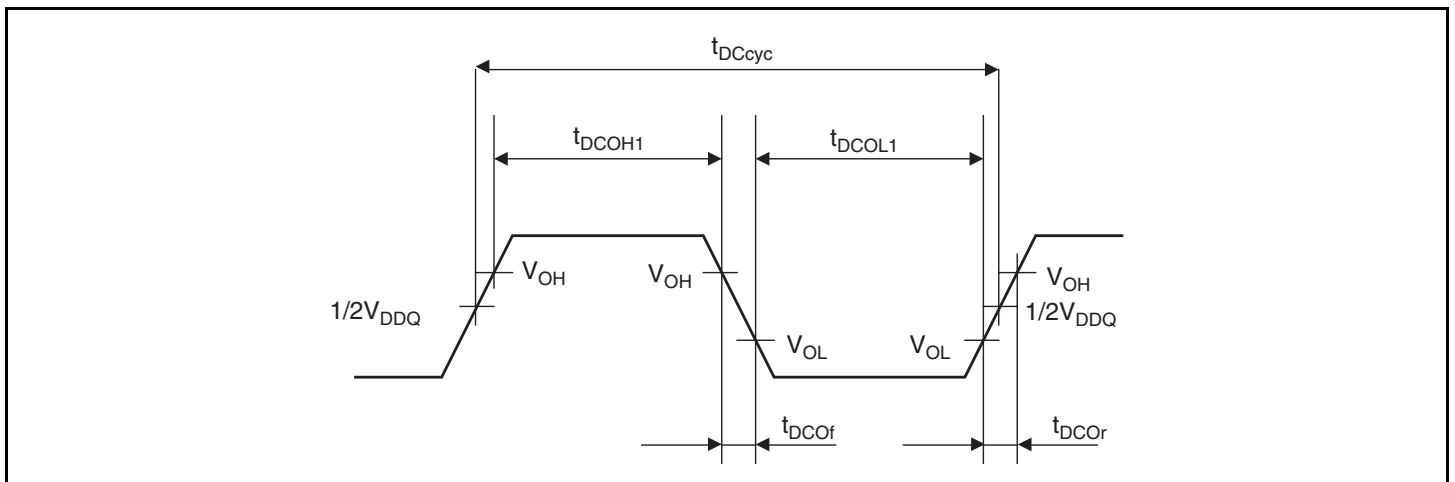 tDCcyc
tDCOH1
tDCOL1
VOH
VOH
VOH
1/2VDDQ
1/2VDDQ
VOL
VOL
tDCOf
tDCOr